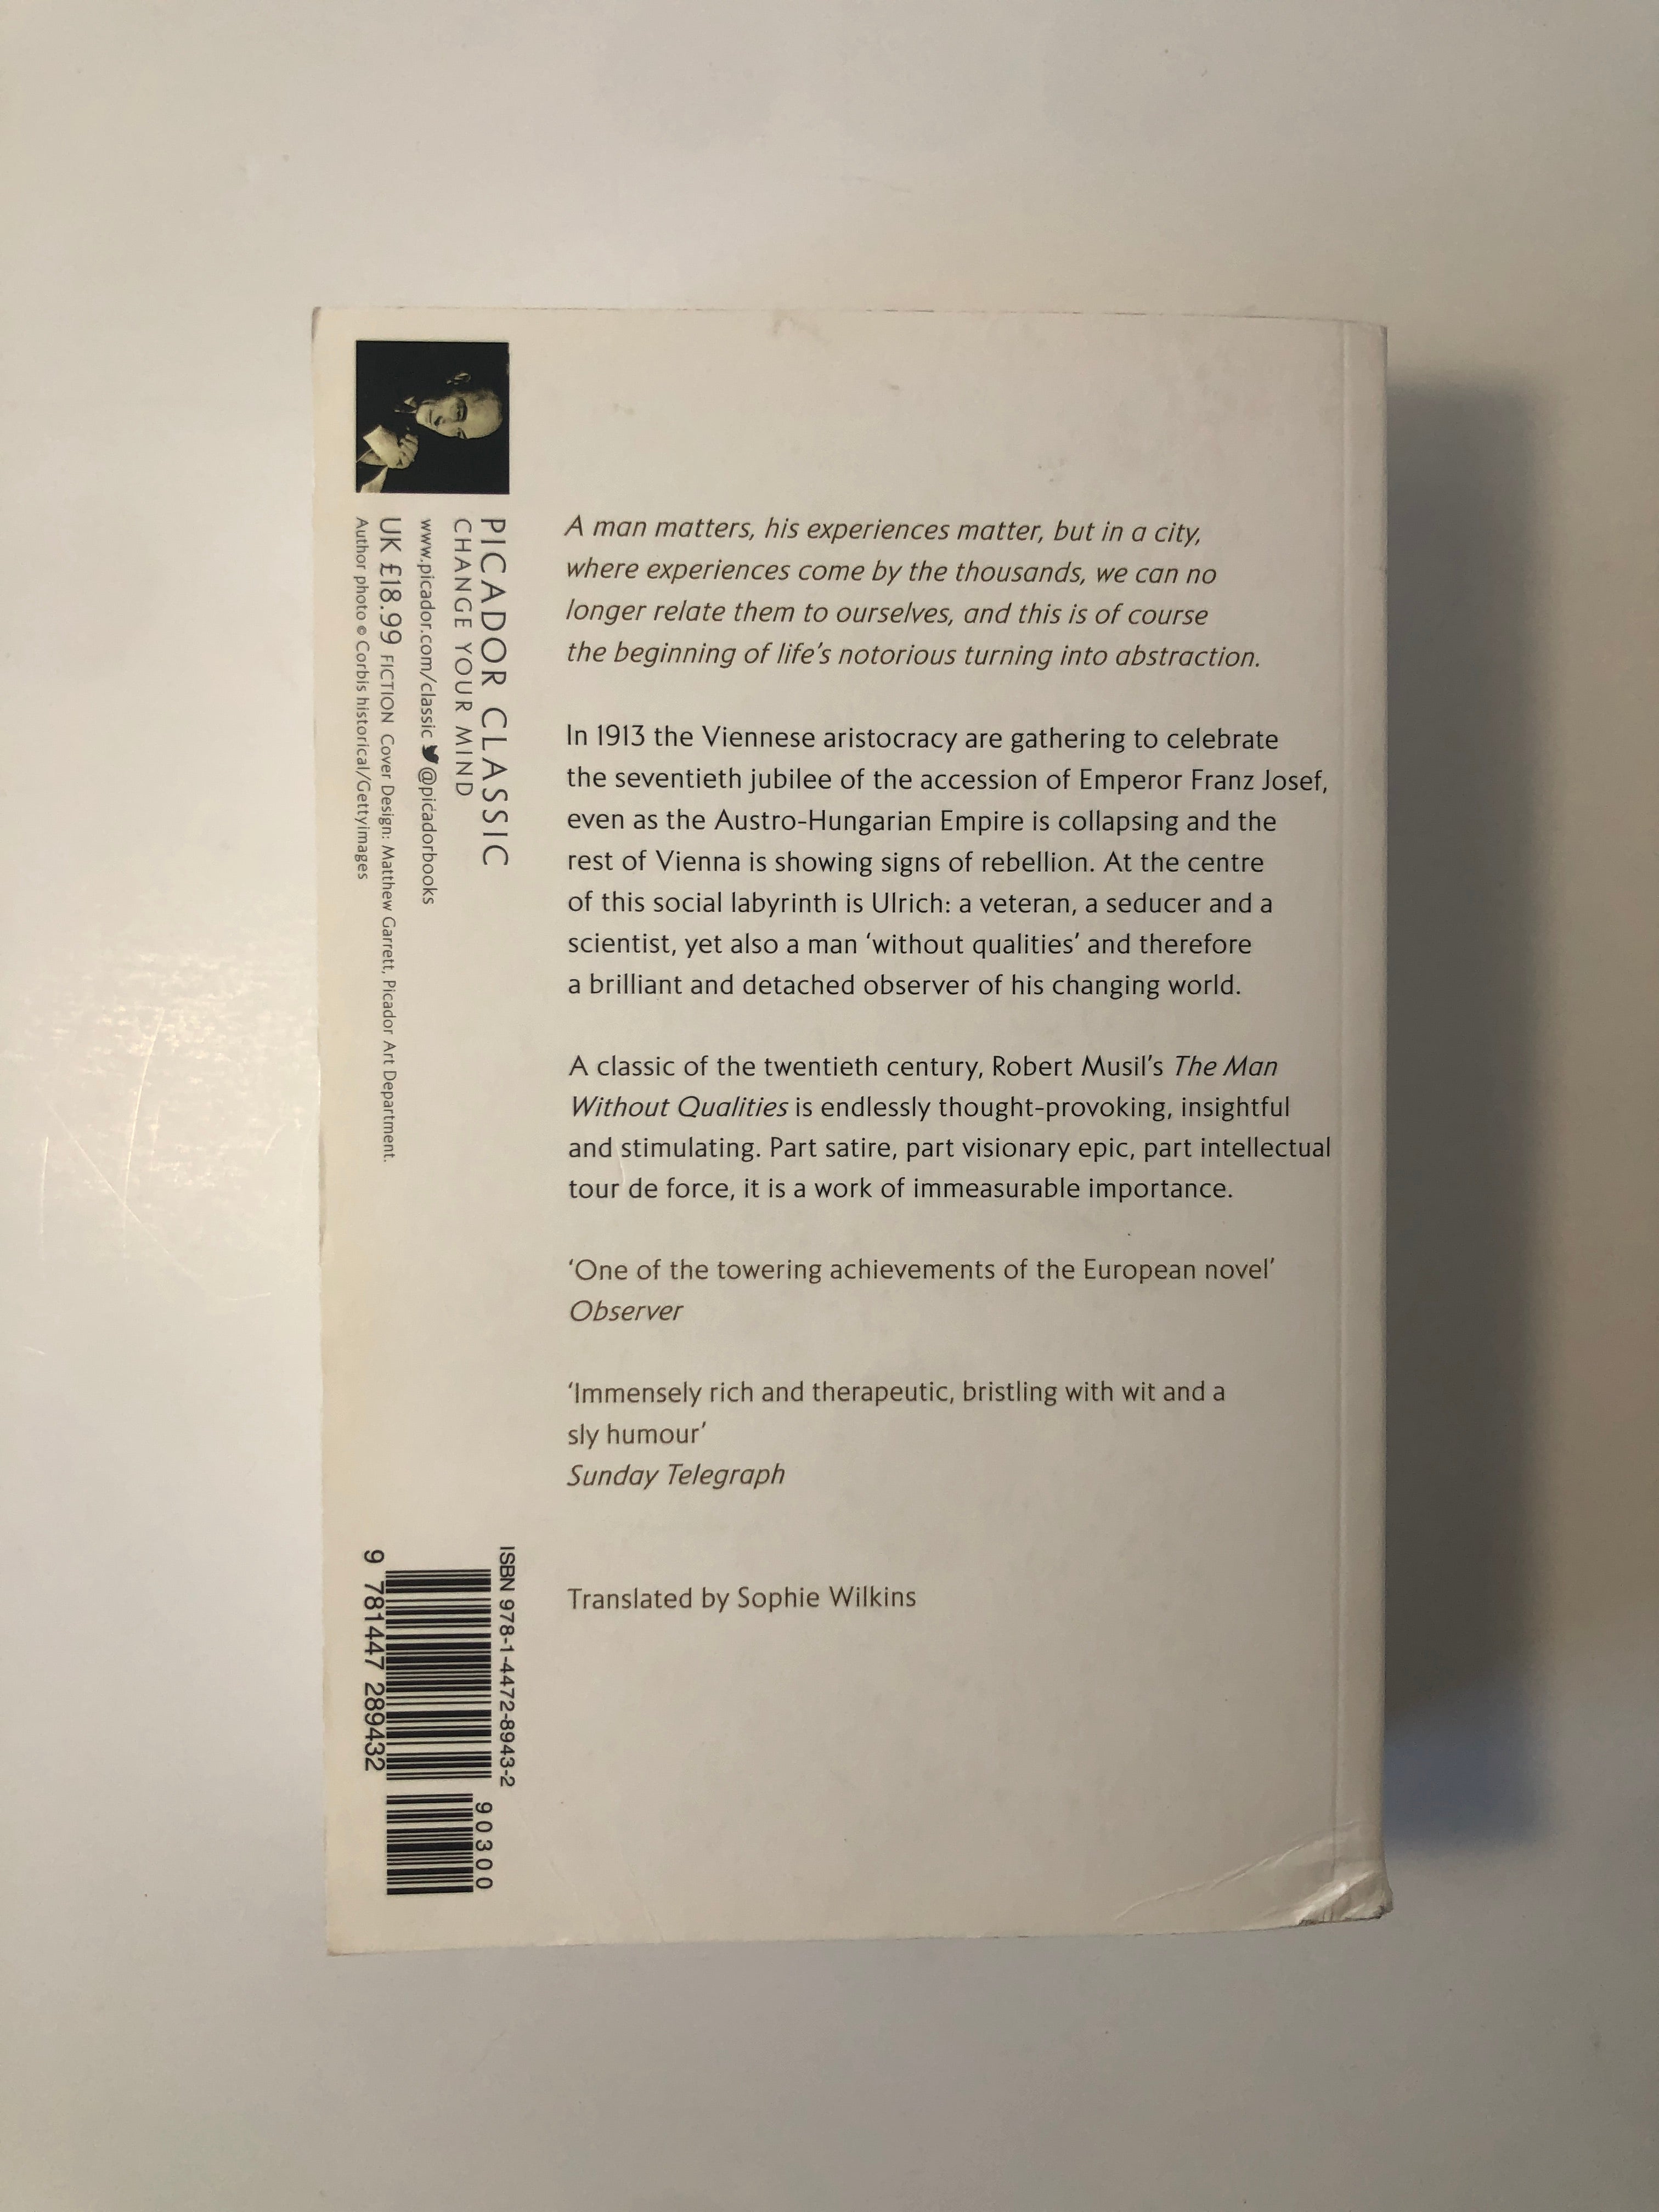 A man matters, his experiences matter, but in a city,
where experiences come by the thousands, we can no
longer relate them to ourselves, and this is of course
the beginning of life's notorious turning into abstraction.
In 1913 the Viennese aristocracy are gathering to celebrate
the seventieth jubilee of the accession of Emperor Franz Josef,
even as the Austro-Hungarian Empire is collapsing and the
rest of Vienna is showing signs of rebellion. At the centre
of this social labyrinth is Ulrich: a veteran, a seducer and a
scientist, yet also a man ‘without qualities’ and therefore
a brilliant and detached observer of his changing world.
A classic of the twentieth century, Robert Musil's The Man
Without Qualities is endlessly thought-provoking, insightful
and stimulating. Part satire, part visionary epic, part intellectual
tour de force, it is a work of immeasurable importance.
‘One of the towering achievements of the European novel’
Observer
‘Immensely rich and therapeutic, bristling with wit and a
sly humour’
Sunday Telegraph
Translated by Sophie Wilkins
PICADOR CLASSIC
CHANGE YOUR MIND
www.picador.com/classic @picadorbooks
UK £18.99 FICTION Cover Design: Matthew Garrett, Picador Art Department.
Author photo © Corbis historical/Gettyimages
ISBN 978-1-4472-8943-2
90300
9 781447 289432